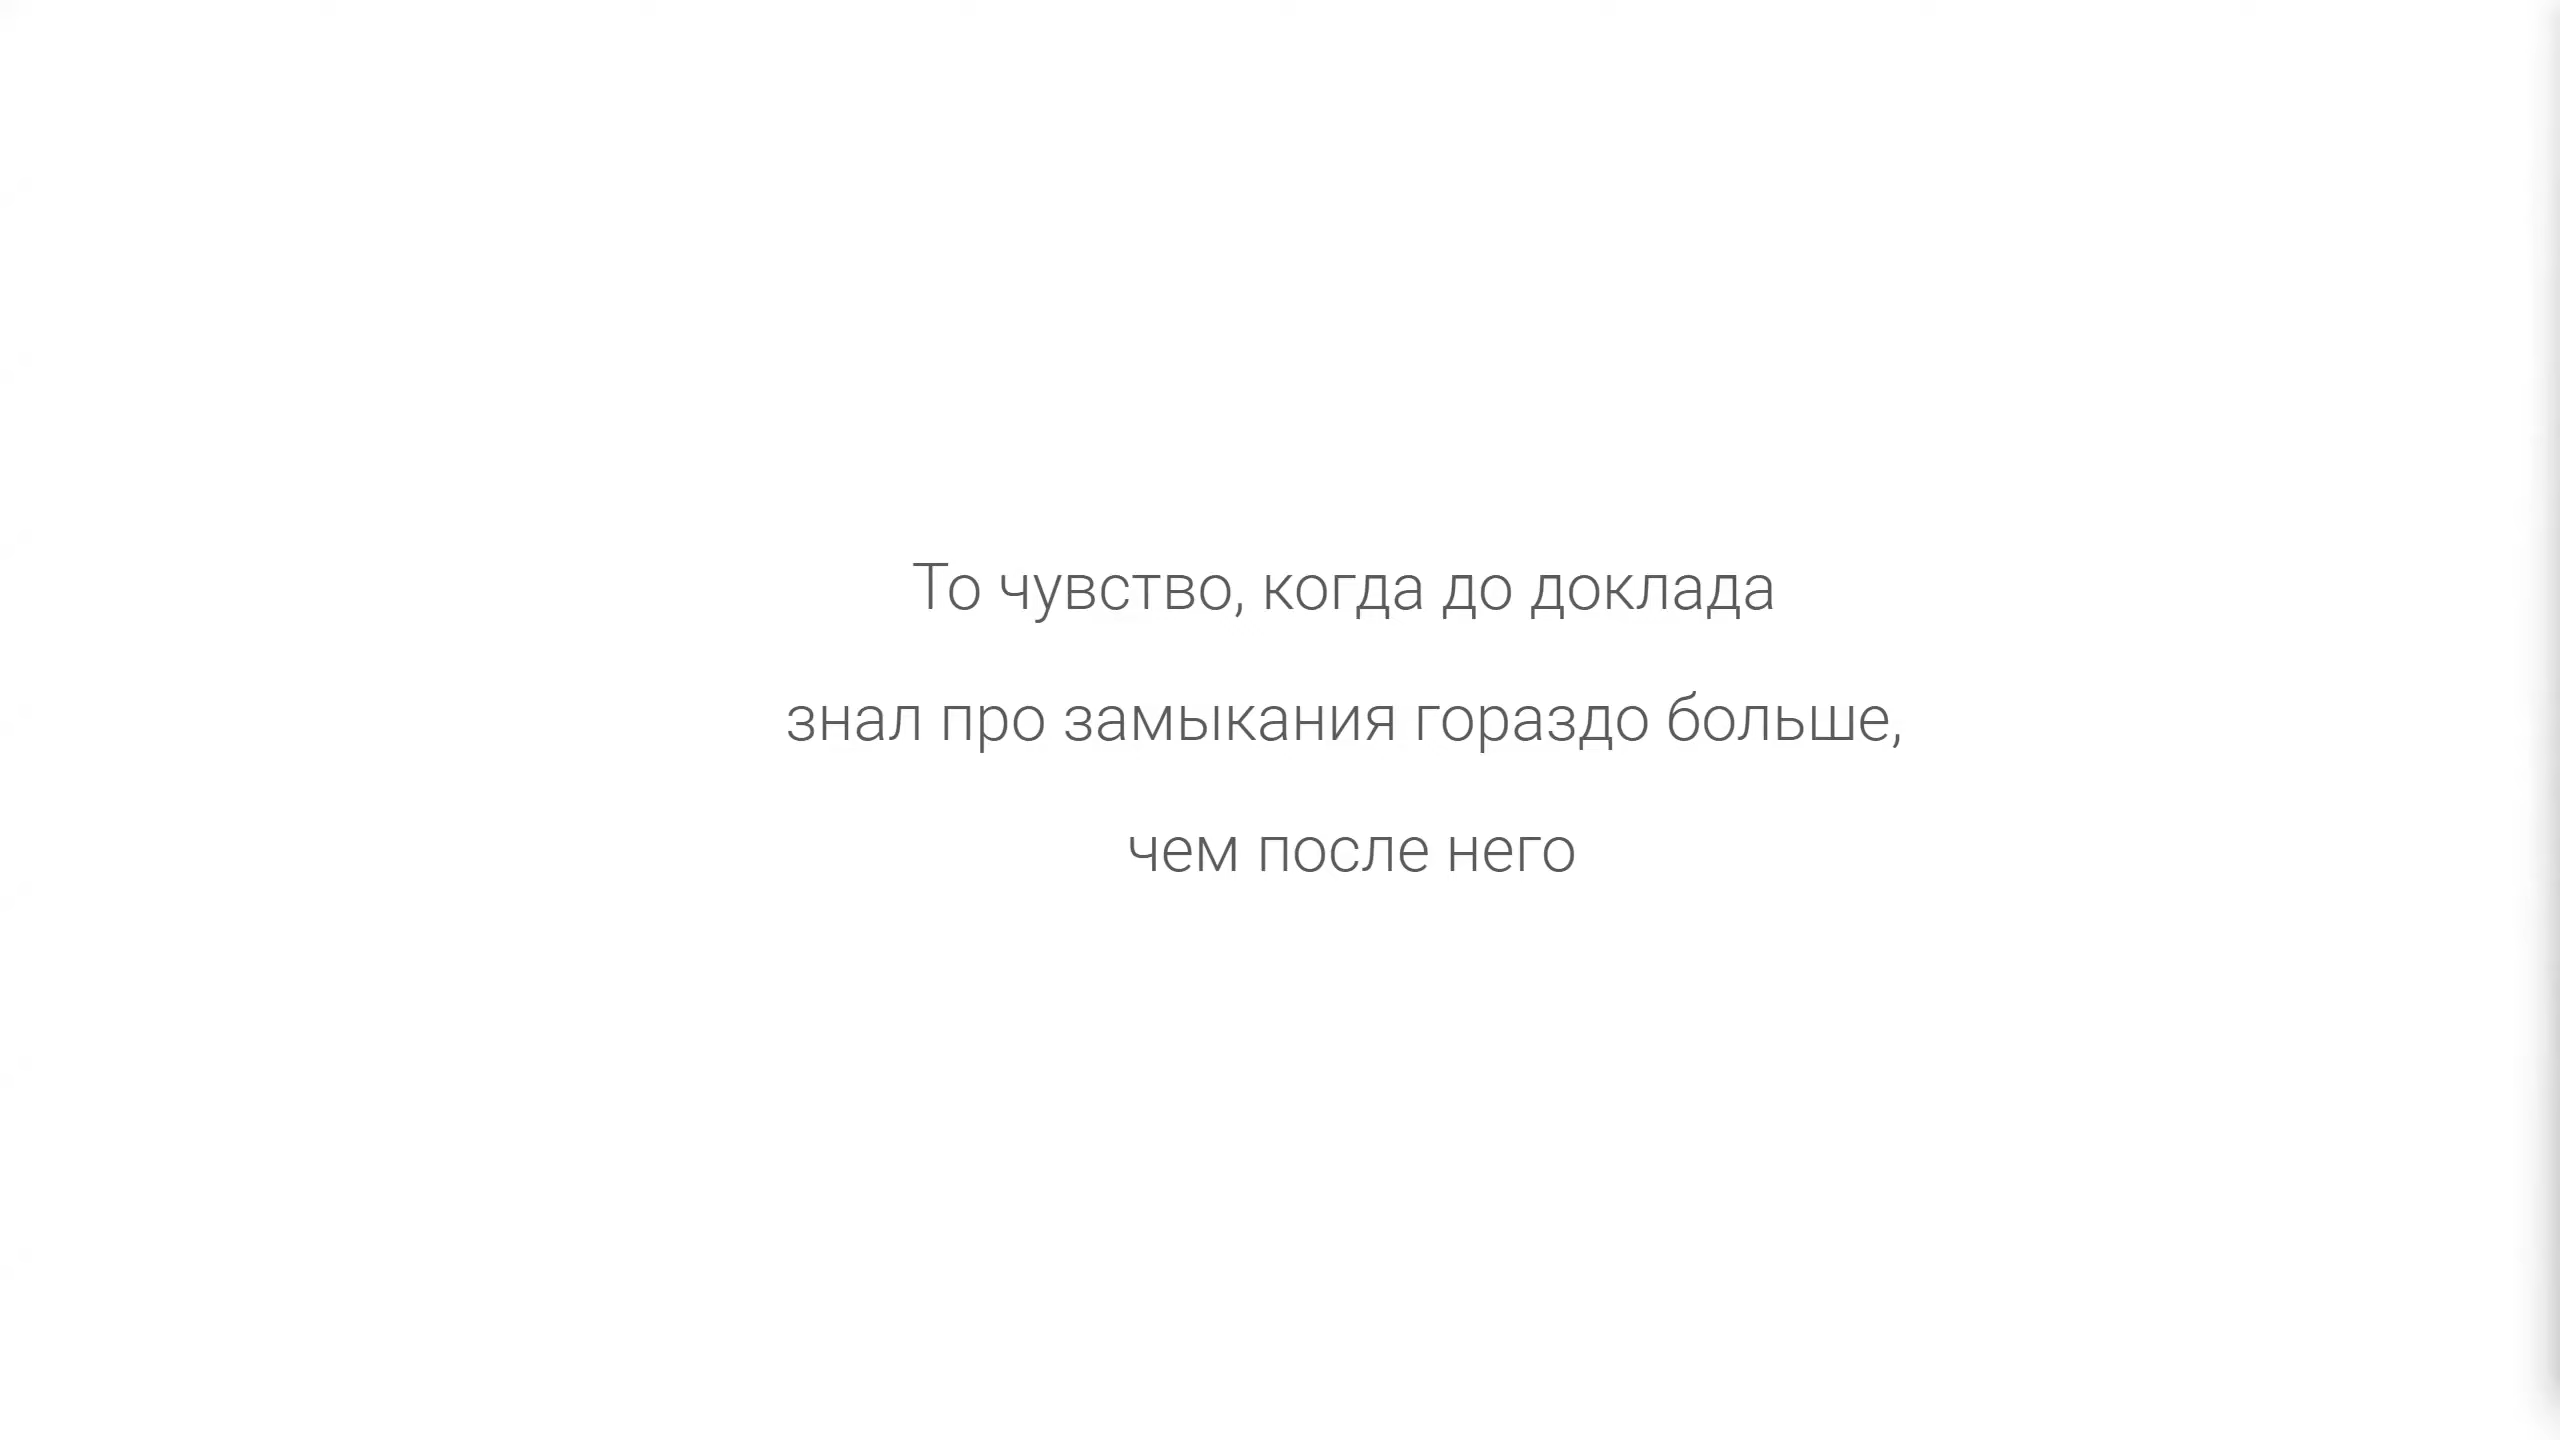 То чувство, когда до доклада
знал про замыкания гораздо больше,
чем после него